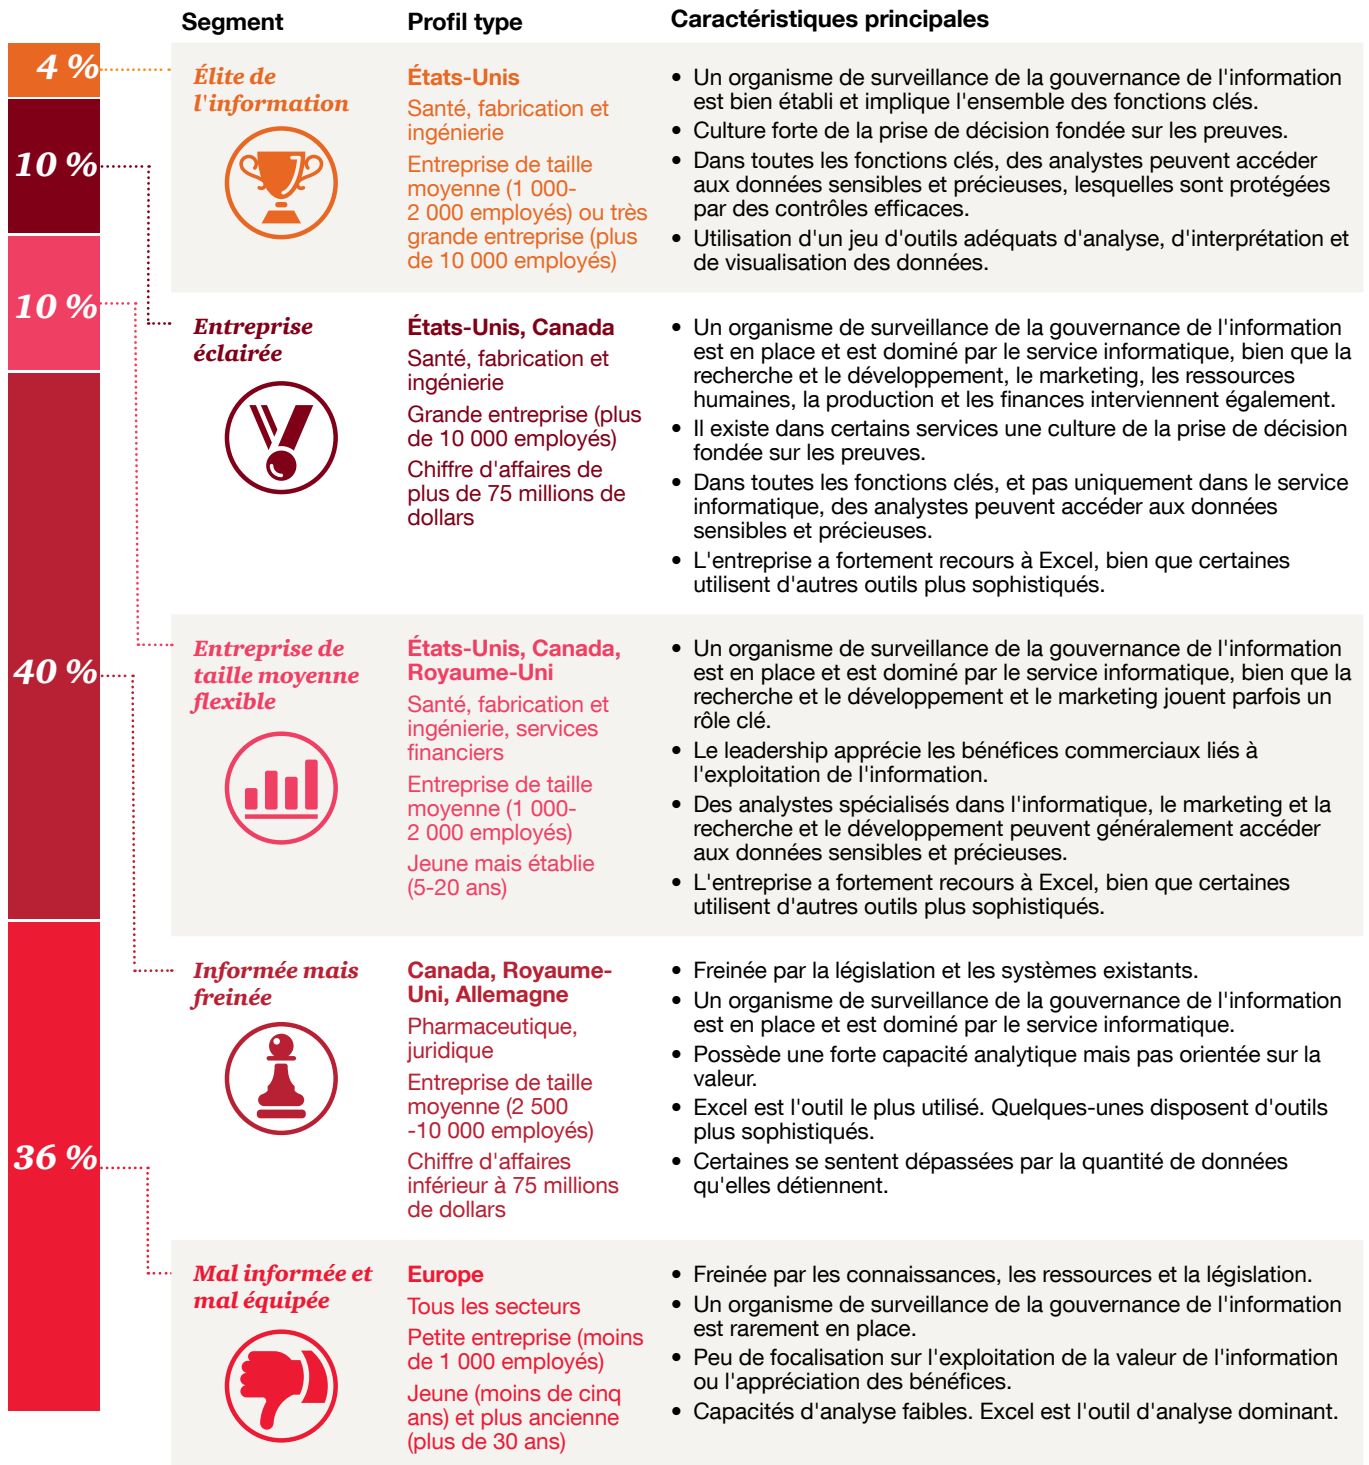 Segment
Profil type
Caractéristiques principales
4 %
Élite de
l'information
États-Unis
Santé, fabrication et
ingénierie
Entreprise de taille
moyenne (1 000-
2 000 employés) ou très
grande entreprise (plus
de 10 000 employés)
• Un organisme de surveillance de la gouvernance de l'information
est bien établi et implique l'ensemble des fonctions clés.
• Culture forte de la prise de décision fondée sur les preuves.
• Dans toutes les fonctions clés, des analystes peuvent accéder
aux données sensibles et précieuses, lesquelles sont protégées
par des contrôles efficaces.
• Utilisation d'un jeu d'outils adéquats d'analyse, d'interprétation et
de visualisation des données.
10 %
Entreprise
éclairée
États-Unis, Canada
Santé, fabrication et
ingénierie
Grande entreprise (plus
de 10 000 employés)
Chiffre d'affaires de
plus de 75 millions de
dollars
• Un organisme de surveillance de la gouvernance de l'information
est en place et est dominé par le service informatique, bien que la
recherche et le développement, le marketing, les ressources
humaines, la production et les finances interviennent également.
• Il existe dans certains services une culture de la prise de décision
fondée sur les preuves.
• Dans toutes les fonctions clés, et pas uniquement dans le service
informatique, des analystes peuvent accéder aux données
sensibles et précieuses.
• L'entreprise a fortement recours à Excel, bien que certaines
utilisent d'autres outils plus sophistiqués.
10 %
Entreprise de
taille moyenne
flexible
États-Unis, Canada,
Royaume-Uni
Santé, fabrication et
ingénierie, services
financiers
Entreprise de taille
moyenne (1 000-
2 000 employés)
Jeune mais établie
(5-20 ans)
• Un organisme de surveillance de la gouvernance de l'information
est en place et est dominé par le service informatique, bien que la
recherche et le développement et le marketing jouent parfois un
rôle clé.
• Le leadership apprécie les bénéfices commerciaux liés à
l'exploitation de l'information.
• Des analystes spécialisés dans l'informatique, le marketing et la
recherche et le développement peuvent généralement accéder
aux données sensibles et précieuses.
• L'entreprise a fortement recours à Excel, bien que certaines
utilisent d'autres outils plus sophistiqués.
40 %
Informée mais
freinée
Canada, Royaume-
Uni, Allemagne
Pharmaceutique,
juridique
Entreprise de taille
moyenne (2 500
-10 000 employés)
Chiffre d'affaires
inférieur à 75 millions
de dollars
• Freinée par la législation et les systèmes existants.
• Un organisme de surveillance de la gouvernance de l'information
est en place et est dominé par le service informatique.
• Possède une forte capacité analytique mais pas orientée sur la
valeur.
• Excel est l'outil le plus utilisé. Quelques-unes disposent d'outils
plus sophistiqués.
• Certaines se sentent dépassées par la quantité de données
qu'elles détiennent.
36 %
Mal informée et
mal équipée
Europe
Tous les secteurs
Petite entreprise (moins
de 1 000 employés)
Jeune (moins de cinq
ans) et plus ancienne
(plus de 30 ans)
• Freinée par les connaissances, les ressources et la législation.
• Un organisme de surveillance de la gouvernance de l'information
est rarement en place.
• Peu de focalisation sur l'exploitation de la valeur de l'information
ou l'appréciation des bénéfices.
• Capacités d'analyse faibles. Excel est l'outil d'analyse dominant.